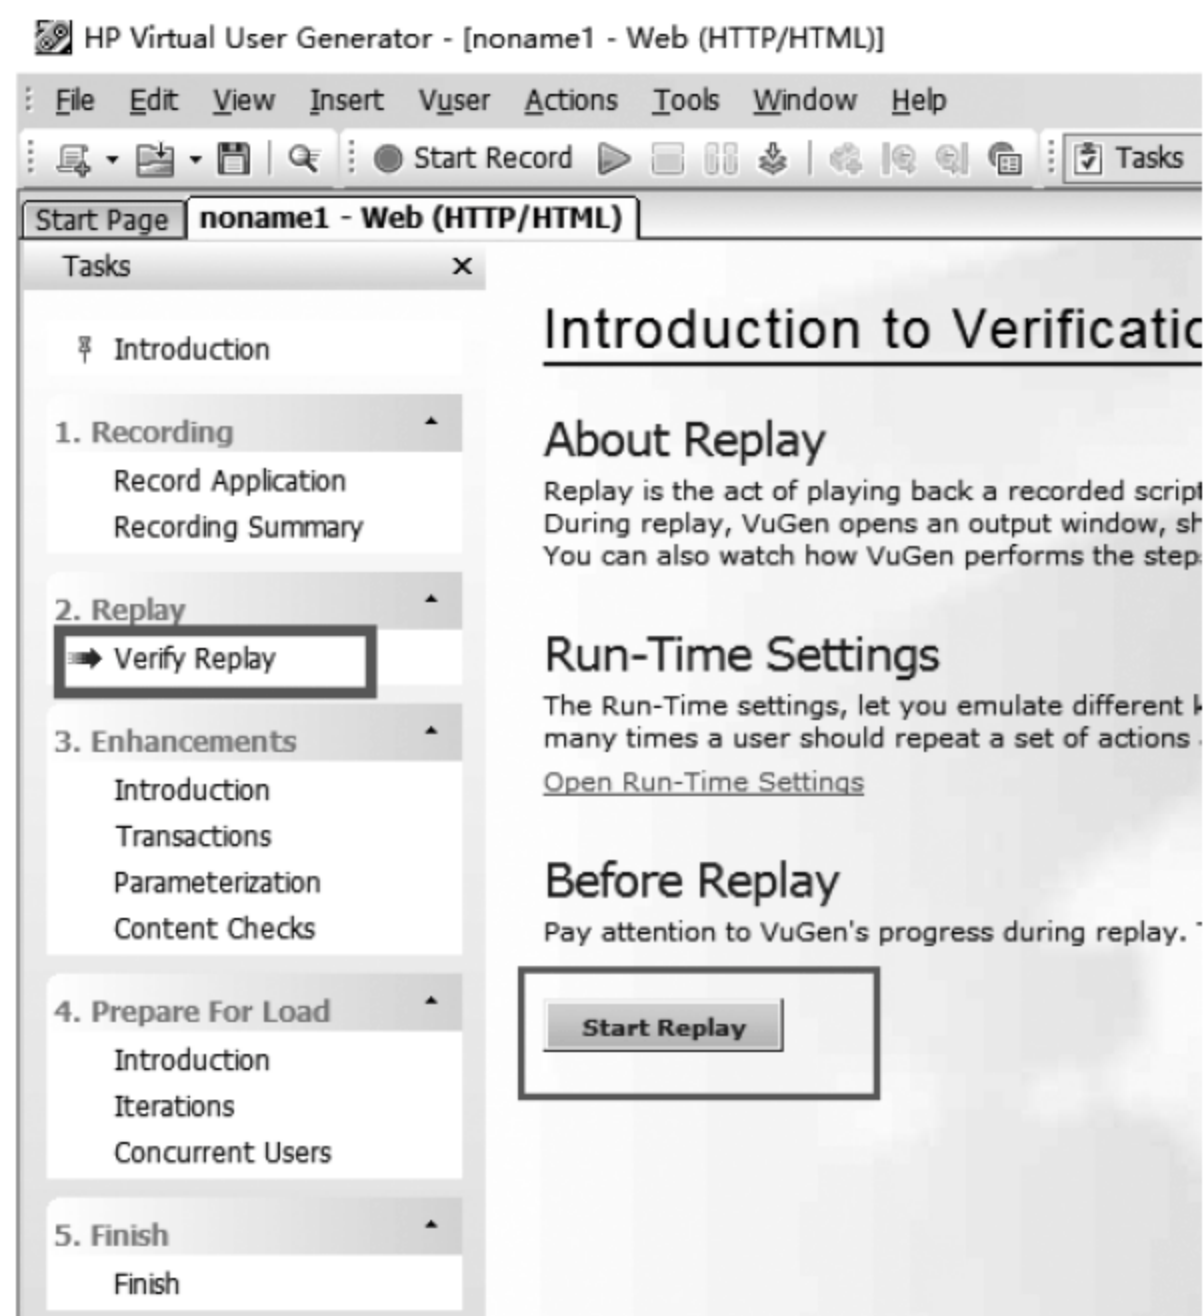 HP Virtual User Generator - [noname1 - Web (HTTP/HTML)]
File Edit View Insert Vuser Actions Tools Window Help
Start Record Tasks
Start Page noname1 - Web (HTTP/HTML)
Tasks
Introduction
1. Recording
Record Application
Recording Summary
2. Replay
Verify Replay
3. Enhancements
Introduction
Transactions
Parameterization
Content Checks
4. Prepare For Load
Introduction
Iterations
Concurrent Users
5. Finish
Finish
Introduction to
About Replay
Replay is the act of playing back a recorded script
During replay, VuGen opens an output window,
You can also watch how VuGen performs the
Run-Time Settings
The Run-Time settings, let you emulate different
many times a user should repeat a set of actions
Open Run-Time Settings
Before Replay
Pay attention to VuGen's progress during replay.
Start Replay